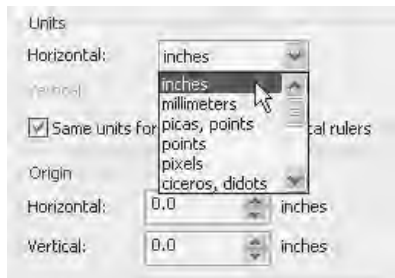 Units
Horizontal: inches
Vertical: inches
millimeters
Same units for picas, points cal rulers
points
pixels
Origin
ciceros, didots
Horizontal: 0.0 inches
Vertical: 0.0 inches